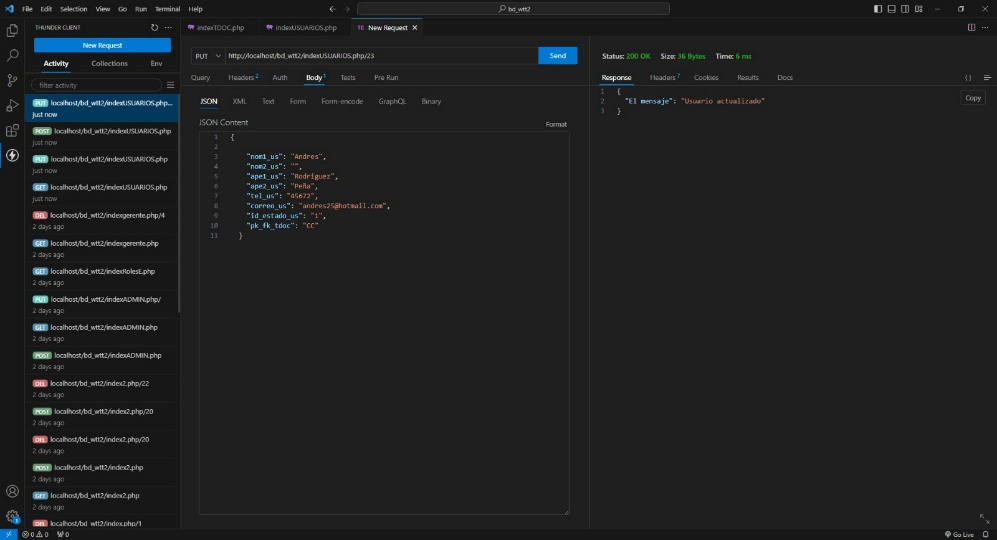 File Edit Selection View Go Run Terminal Help
bd_wtt2
THUNDER CLIENT
New Request
Activity Collections Env
filter activity
PUT localhost/bd_wtt2/indexUSUARIOS.php...
just now
POST localhost/bd_wtt2/indexUSUARIOS.php
just now
PUT localhost/bd_wtt2/indexUSUARIOS.php
just now
GET localhost/bd_wtt2/indexUSUARIOS.php
just now
DEL localhost/bd_wtt2/indexgerente.php/4
2 days ago
GET localhost/bd_wtt2/indexgerente.php
2 days ago
GET localhost/bd_wtt2/indexRolesE.php
2 days ago
PUT localhost/bd_wtt2/indexADMIN.php/
2 days ago
GET localhost/bd_wtt2/indexADMIN.php
2 days ago
POST localhost/bd_wtt2/indexADMIN.php
2 days ago
DEL localhost/bd_wtt2/index2.php/22
2 days ago
POST localhost/bd_wtt2/index2.php/20
2 days ago
DEL localhost/bd_wtt2/index2.php/20
2 days ago
POST localhost/bd_wtt2/index2.php
2 days ago
GET localhost/bd_wtt2/index2.php
2 days ago
DEL localhost/bd_wtt2/index.php/1
indexTDOC.php indexUSUARIOS.php TC New Request
PUT http://localhost/bd_wtt2/indexUSUARIOS.php/23 Send
Query Headers 2 Auth Body 1 Tests Pre Run
JSON XML Text Form Form-encode GraphQL Binary
JSON Content Format
1 {
2
3 "nom1_us": "Andres",
4 "nom2_us": "",
5 "ape1_us": "Rodriguez",
6 "ape2_us": "Peña",
7 "tel_us": "45672",
8 "correo_us": "andres25@hotmail.com",
9 "id_estado_us": "1",
10 "pk_fk_tdoc": "CC"
11 }
Status: 200 OK Size: 36 Bytes Time: 6 ms
Response Headers 7 Cookies Results Docs
{ }
1 {
2 "El mensaje": "Usuario actualizado"
3 }
Copy
0 0 0
Go Live